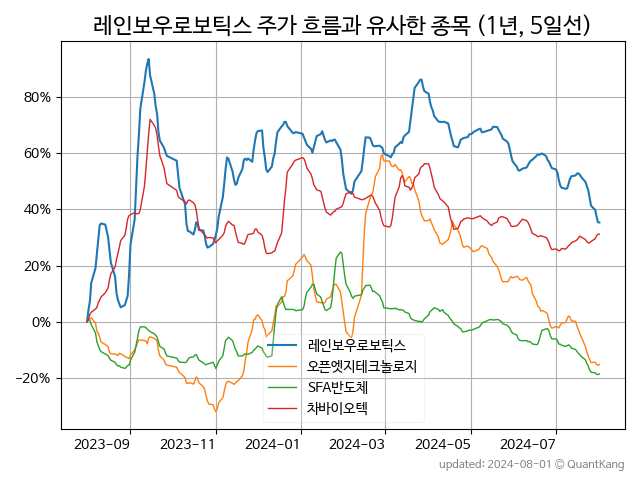 레인보우로보틱스 주가 흐름과 유사한 종목 (1년, 5일선)
80%
60%
40%
20%
0%
−20%
레인보우로보틱스
오픈엣지테크놀로지
SFA반도체
차바이오텍
2023-09
2023-11
2024-01
2024-03
2024-05
2024-07
updated: 2024-08-01 © QuantKang